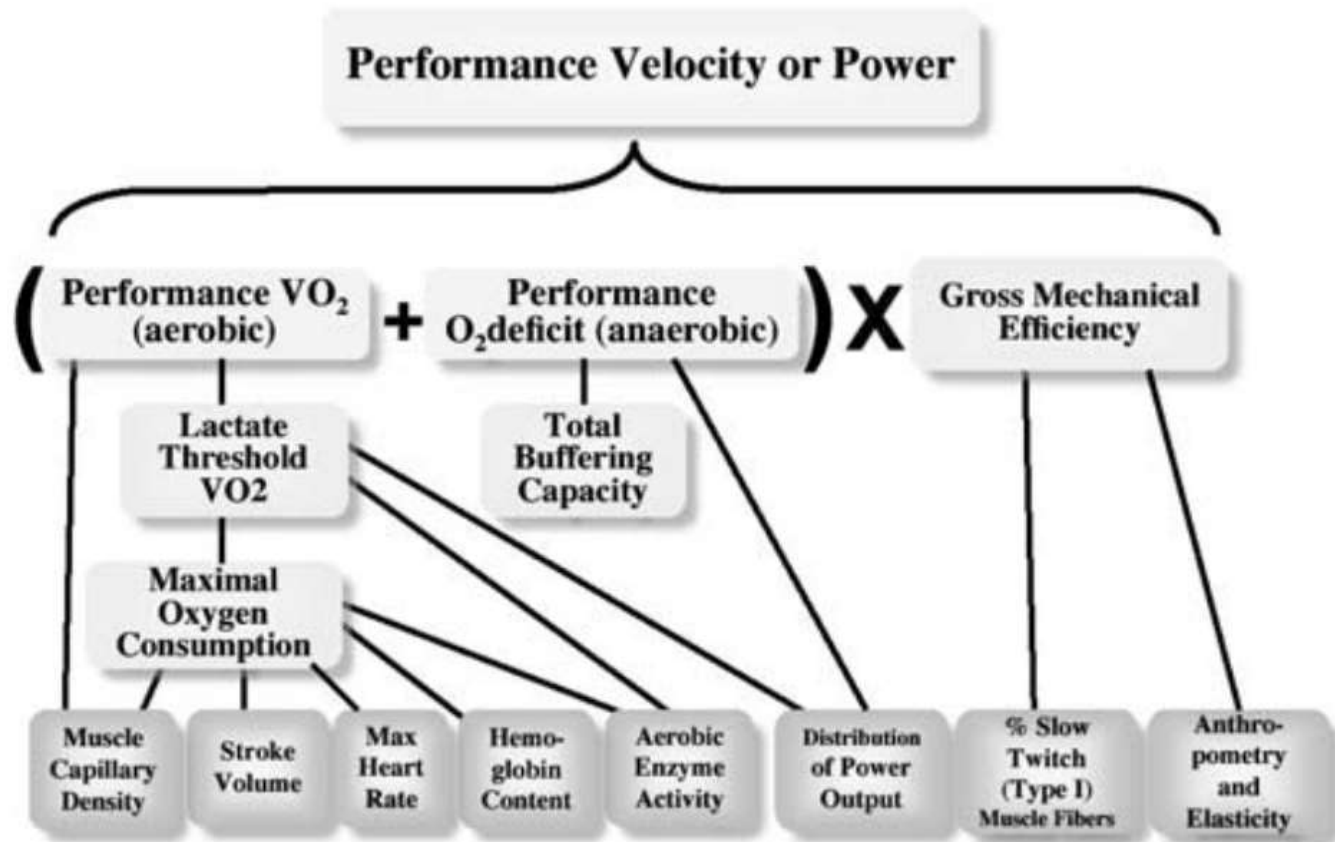 Performance Velocity or Power
( Performance VO₂
(aerobic)
+
Performance
O₂deficit (anaerobic) )
X
Gross Mechanical
Efficiency
Lactate
Threshold
VO2
Total
Buffering
Capacity
Maximal
Oxygen
Consumption
Muscle
Capillary
Density
Stroke
Volume
Max
Heart
Rate
Hemo-
globin
Content
Aerobic
Enzyme
Activity
Distribution
of Power
Output
% Slow
Twitch
(Type I)
Muscle Fibers
Anthro-
pometry
and
Elasticity